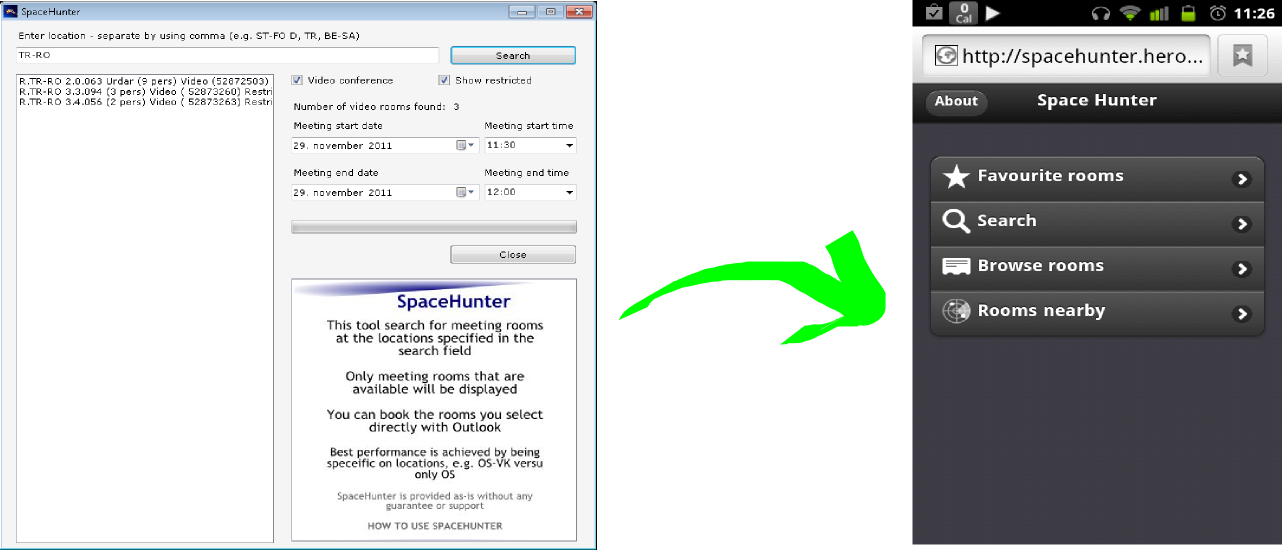 SpaceHunter
Enter location - separate by using comma (e.g. ST-FO D, TR, BE-SA)
TR-RO
Search
R.TR-RO 2.0.063 Urdar (9 pers) Video (52872503)
R.TR-RO 3.3.094 (3 pers) Video ( 52873260) Restri
R.TR-RO 3.4.056 (2 pers) Video ( 52873263) Restri
Video conference
Show restricted
Number of video rooms found: 3
Meeting start date
Meeting start time
29. november 2011
11:30
Meeting end date
Meeting end time
29. november 2011
12:00
Close
SpaceHunter
This tool search for meeting rooms
at the locations specified in the
search field
Only meeting rooms that are
available will be displayed
You can book the rooms you select
directly with Outlook
Best performance is achieved by being
speceific on locations, e.g. OS-VK versu
only OS
SpaceHunter is provided as-is without any
guarantee or support
HOW TO USE SPACEHUNTER
0
Cal
11:26
http://spacehunter.hero...
About
Space Hunter
Favourite rooms
Search
Browse rooms
Rooms nearby